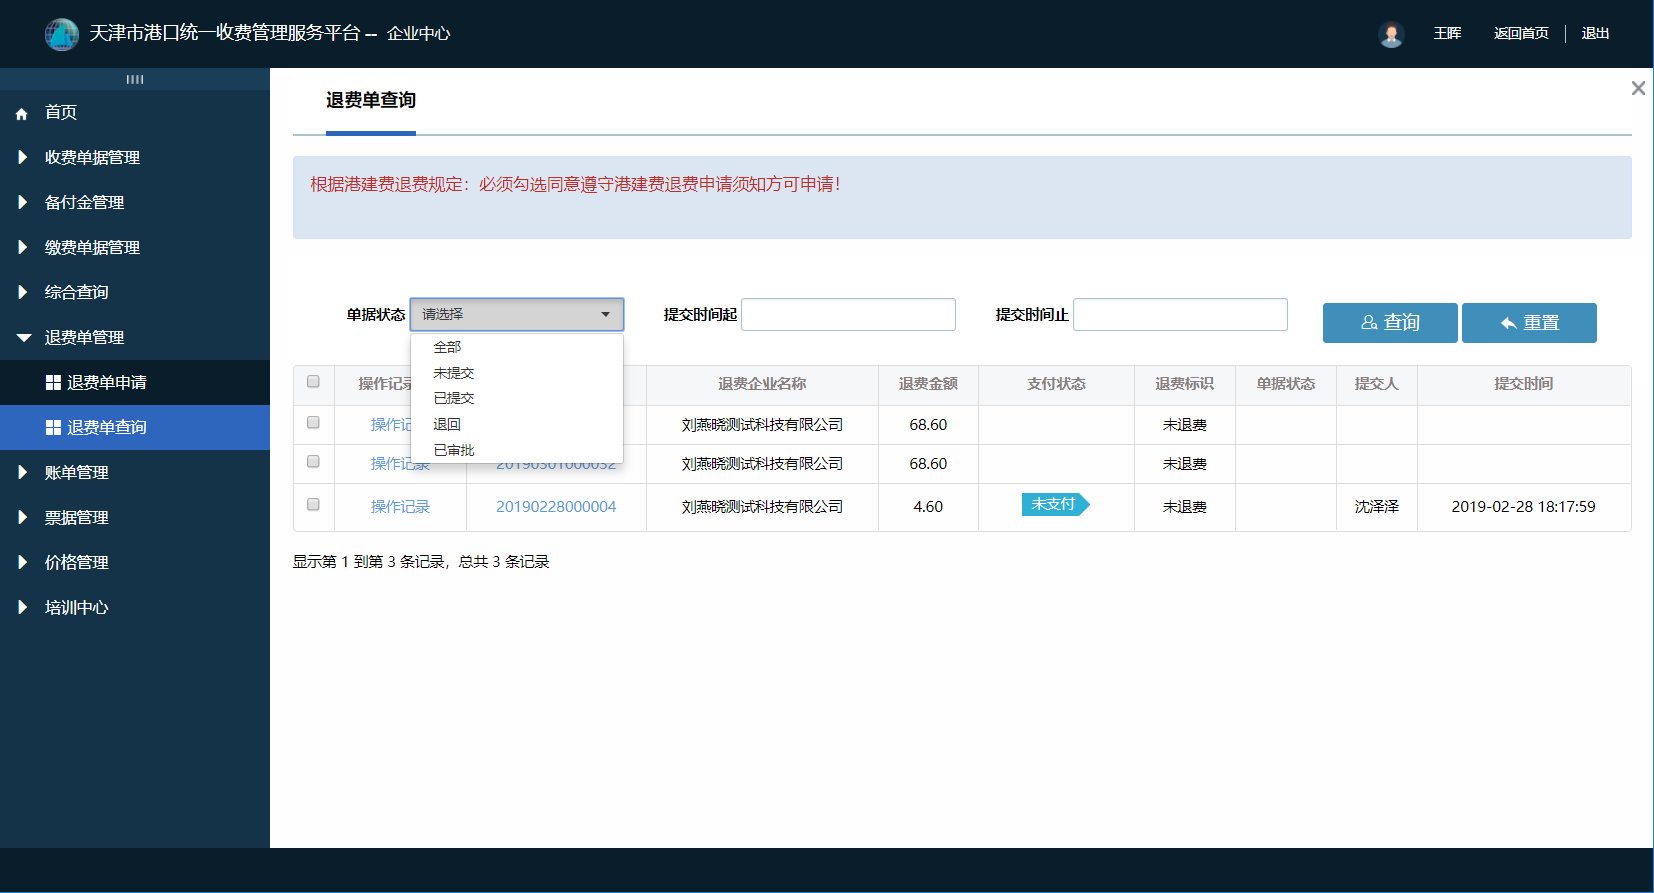 天津市港口统一收费管理服务平台 -- 企业中心
王晖
返回首页
退出
首页
收费单据管理
备付金管理
缴费单据管理
综合查询
退费单管理
退费单申请
退费单查询
账单管理
票据管理
价格管理
培训中心
退费单查询
根据港建费退费规定：必须勾选同意遵守港建费退费申请须知方可申请！
单据状态 请选择 提交时间起 提交时间止 查询 重置
全部
未提交
已提交
退回
已审批
操作记录 退费企业名称 退费金额 支付状态 退费标识 单据状态 提交人 提交时间
操作记 刘燕晓测试科技有限公司 68.60 未退费
操作记录 20190301000032 刘燕晓测试科技有限公司 68.60 未退费
操作记录 20190228000004 刘燕晓测试科技有限公司 4.60 未支付 未退费 沈泽泽 2019-02-28 18:17:59
显示第 1 到第 3 条记录，总共 3 条记录